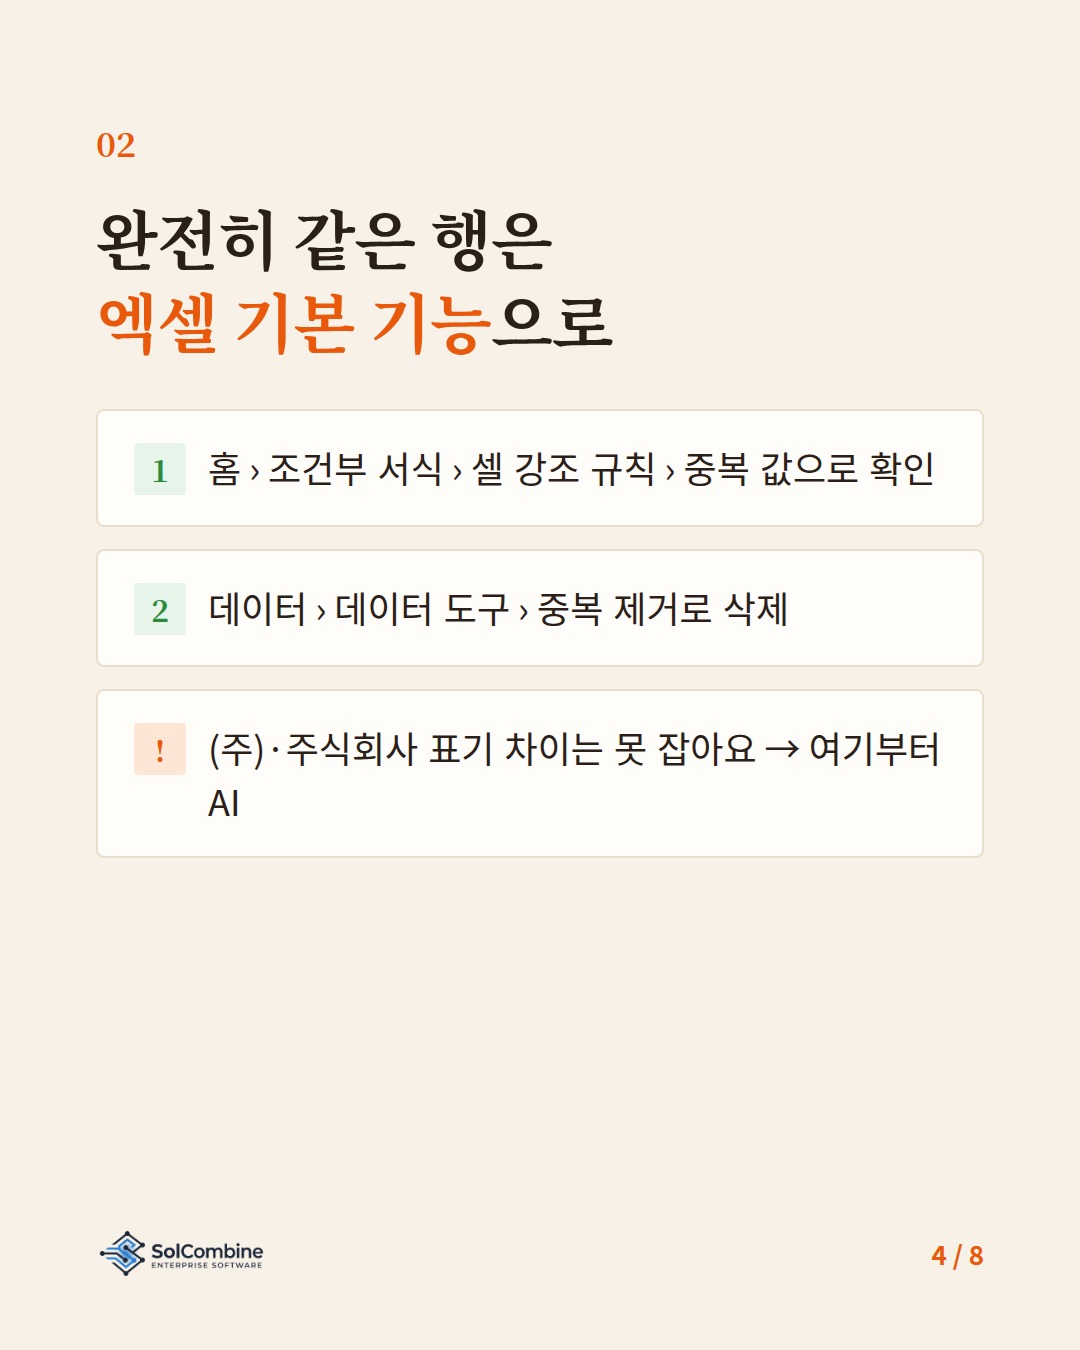 02
완전히 같은 행은
엑셀 기본 기능으로
1 홈 › 조건부 서식 › 셀 강조 규칙 › 중복 값으로 확인
2 데이터 › 데이터 도구 › 중복 제거로 삭제
! (주)·주식회사 표기 차이는 못 잡아요 → 여기부터
AI
SolCombine
ENTERPRISE SOFTWARE
4 / 8